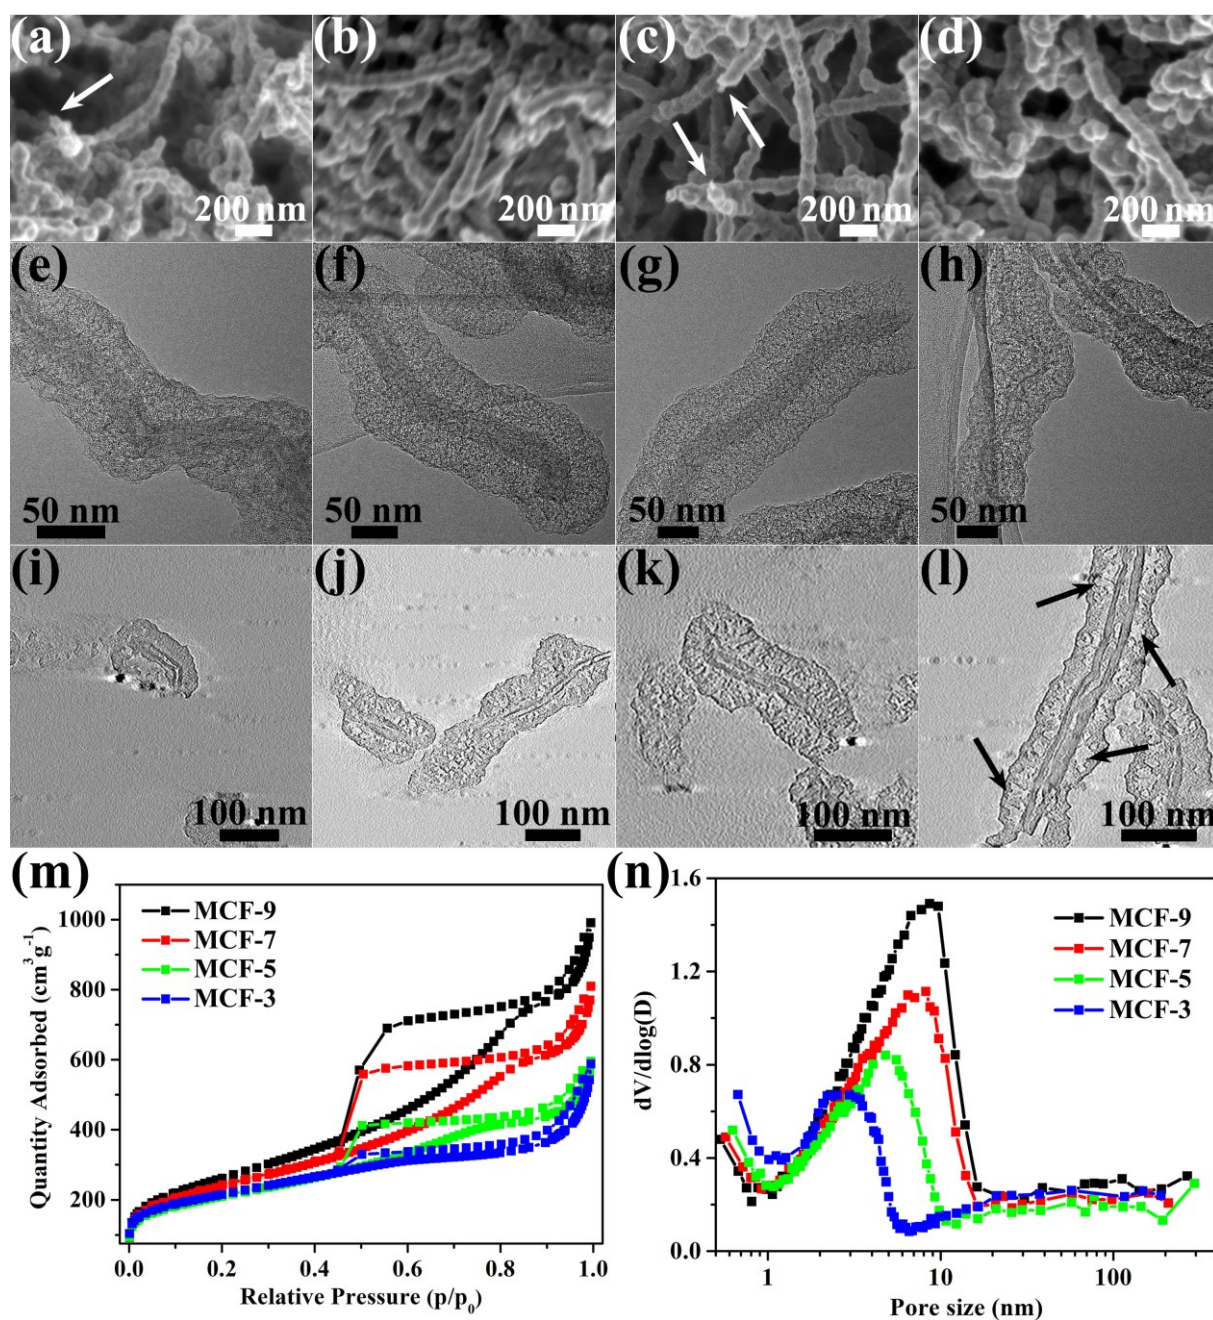 (a)
(b)
(c)
(d)
200 nm
200 nm
200 nm
200 nm
(e)
(f)
(g)
(h)
50 nm
50 nm
50 nm
50 nm
(i)
(j)
(k)
(l)
100 nm
100 nm
100 nm
100 nm
(m)
1000
800
600
400
200
Quantity Adsorbed (cm³g⁻¹)
MCF-9
MCF-7
MCF-5
MCF-3
0.0 0.2 0.4 0.6 0.8 1.0
Relative Pressure (p/p₀)
(n)
1.6
1.2
0.8
0.4
0.0
dV/dlog(D)
MCF-9
MCF-7
MCF-5
MCF-3
1 10 100
Pore size (nm)